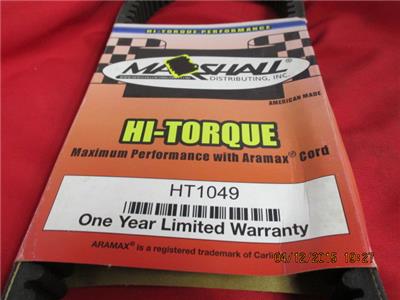 HI-TORQUE PERFORMANCE
MARSHALL
DISTRIBUTING, INC.
AMERICAN MADE
HI-TORQUE
Maximum Performance with Aramax® Cord
HT1049
One Year Limited Warranty
ARAMAX® is a registered trademark of
04/12/2015 19:27